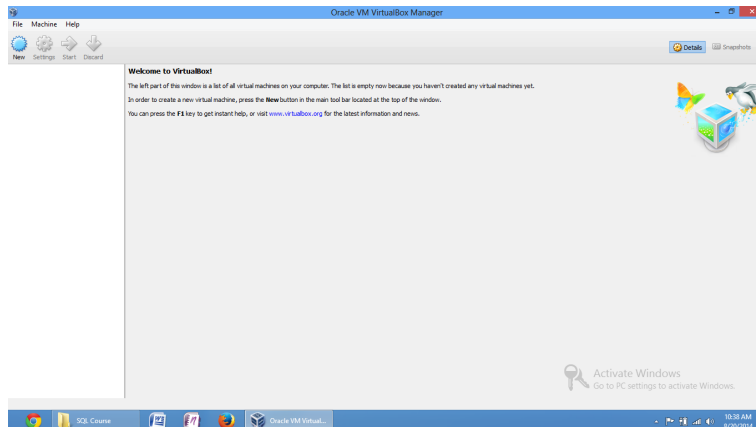 Oracle VM VirtualBox Manager
File Machine Help
New Settings Start Discard
Details Snapshots
Welcome to VirtualBox!
The left part of this window is a list of all virtual machines on your computer. The list is empty now because you haven't created any virtual machines yet.
In order to create a new virtual machine, press the New button in the main tool bar located at the top of the window.
You can press the F1 key to get instant help, or visit www.virtualbox.org for the latest information and news.
Activate Windows
Go to PC settings to activate Windows.
SQL Course
Oracle VM Virtual...
10:38 AM
8/20/2014